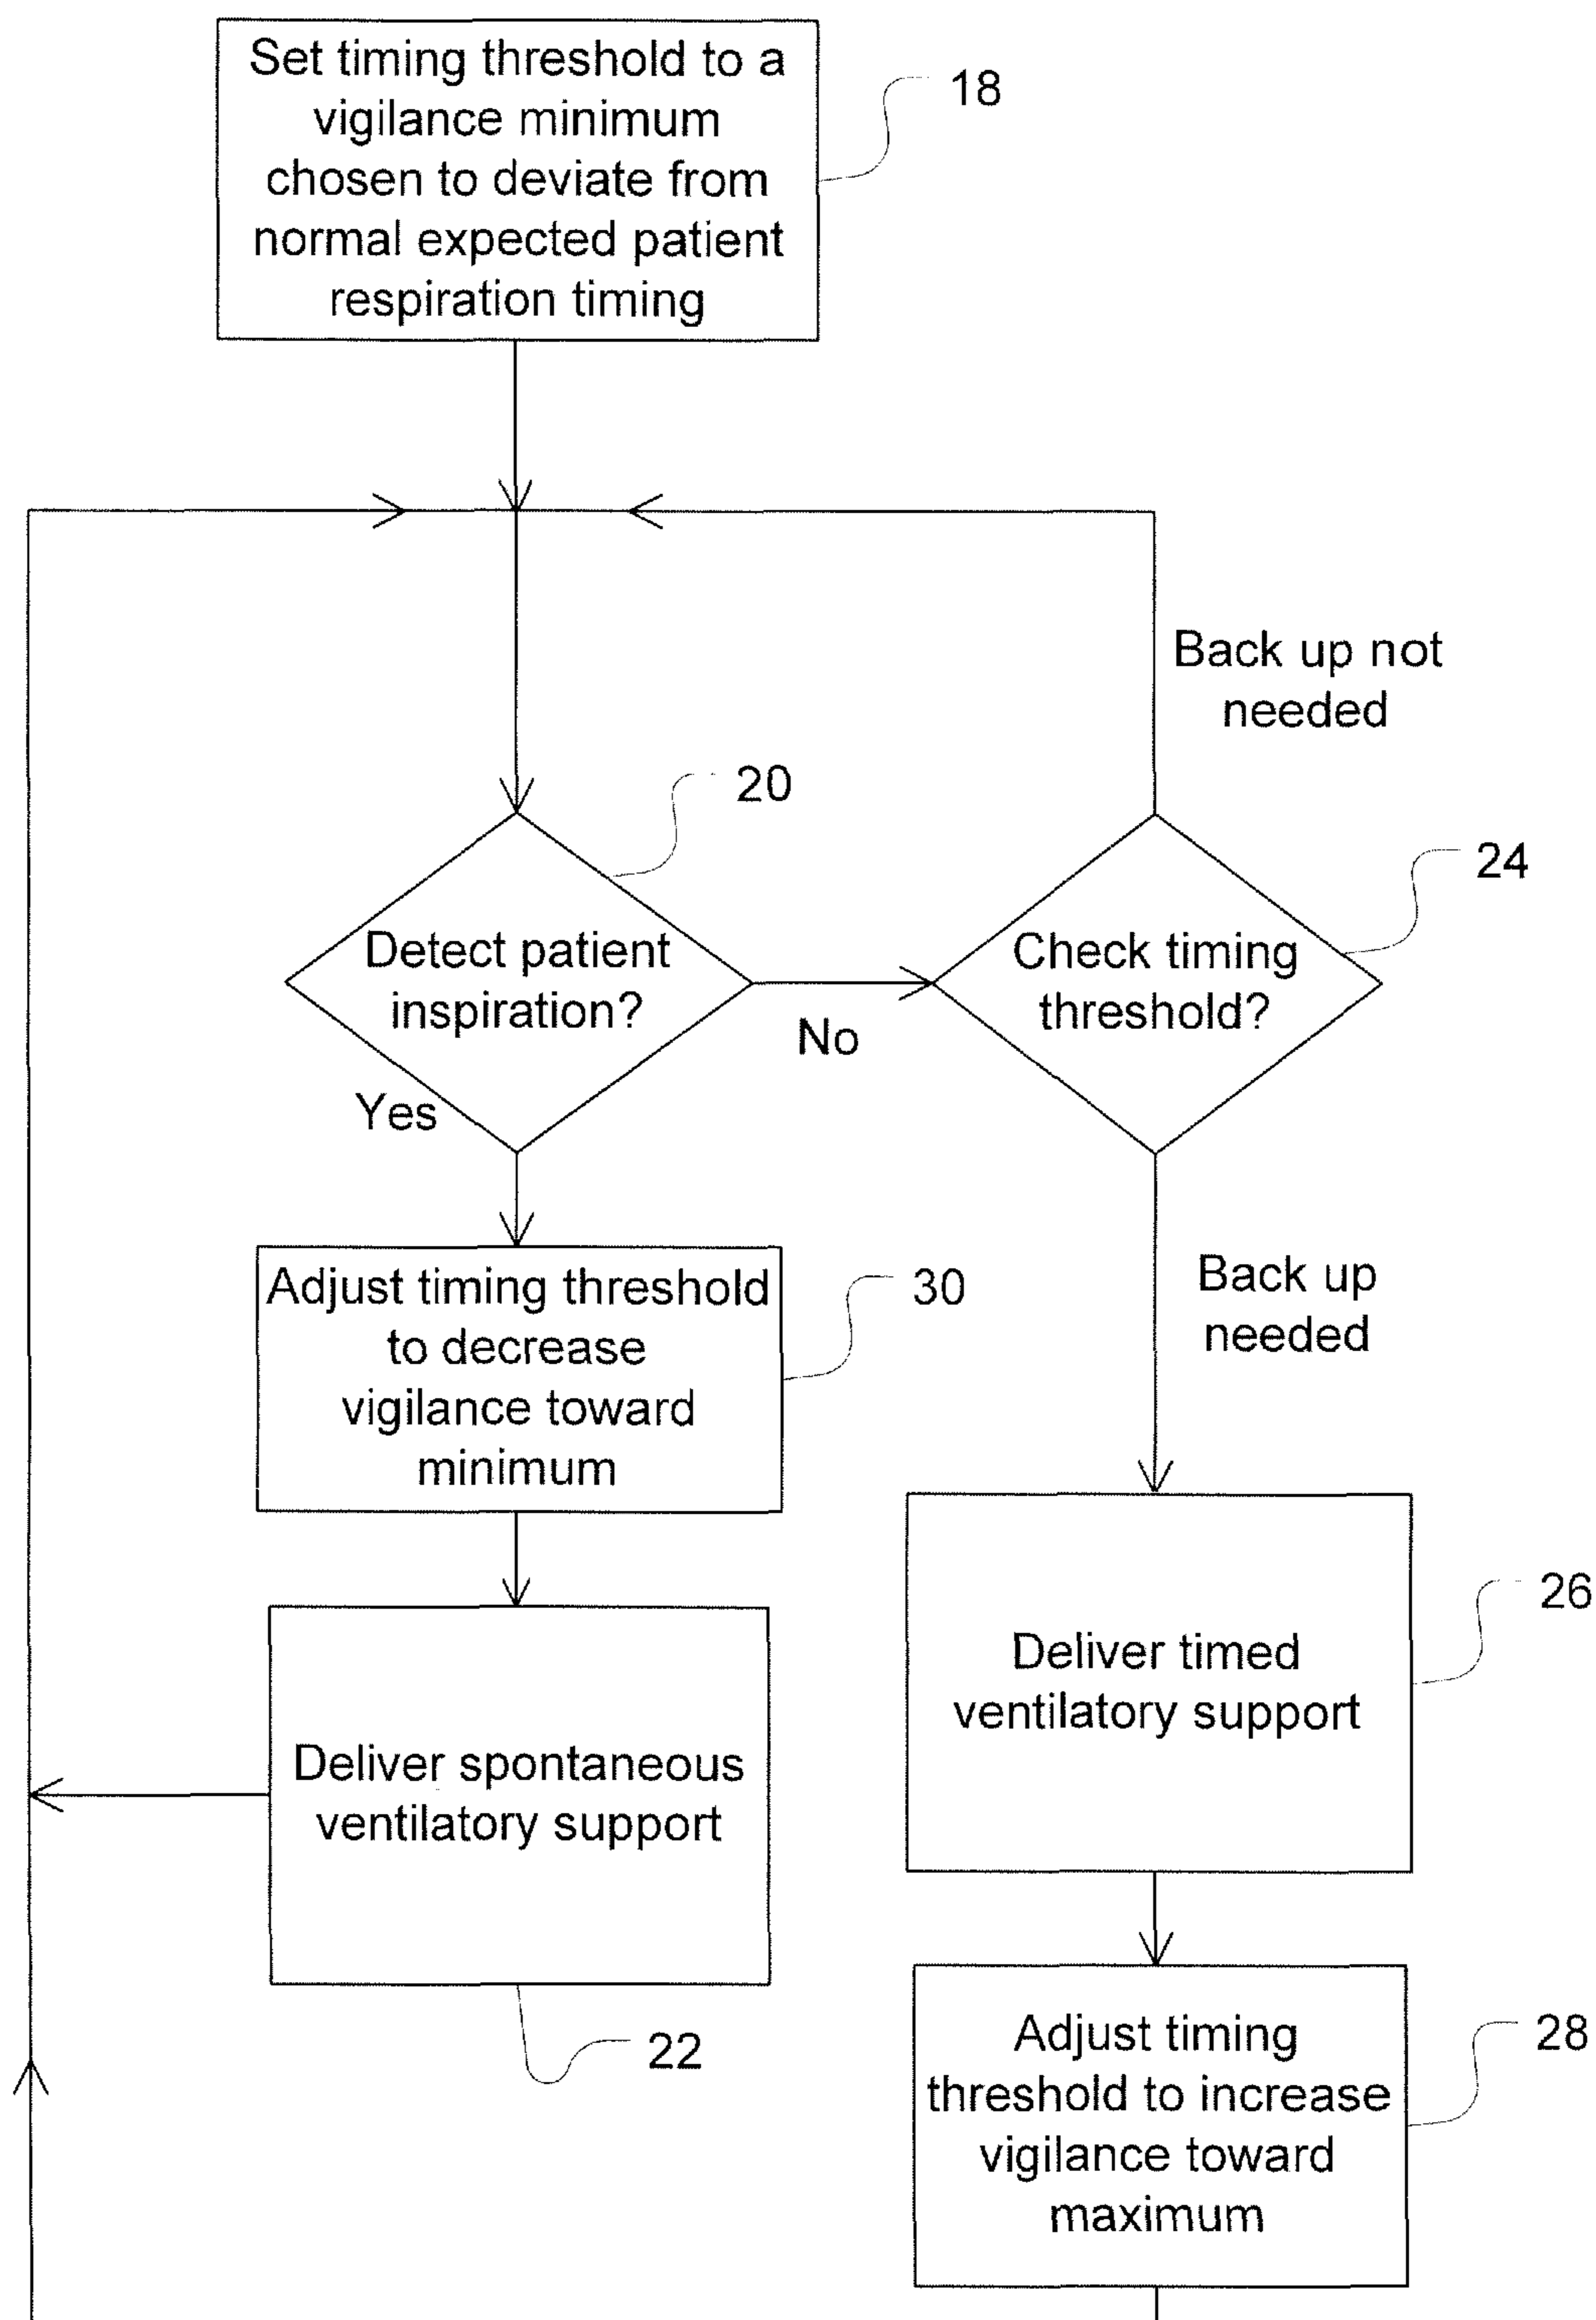 Set timing threshold to a
vigilance minimum
chosen to deviate from
normal expected patient
respiration timing
18
Back up not
needed
20
24
Detect patient
inspiration?
Check timing
threshold?
No
Yes
Adjust timing threshold
to decrease
vigilance toward
minimum
30
Back up
needed
26
Deliver timed
ventilatory support
Deliver spontaneous
ventilatory support
22
28
Adjust timing
threshold to increase
vigilance toward
maximum